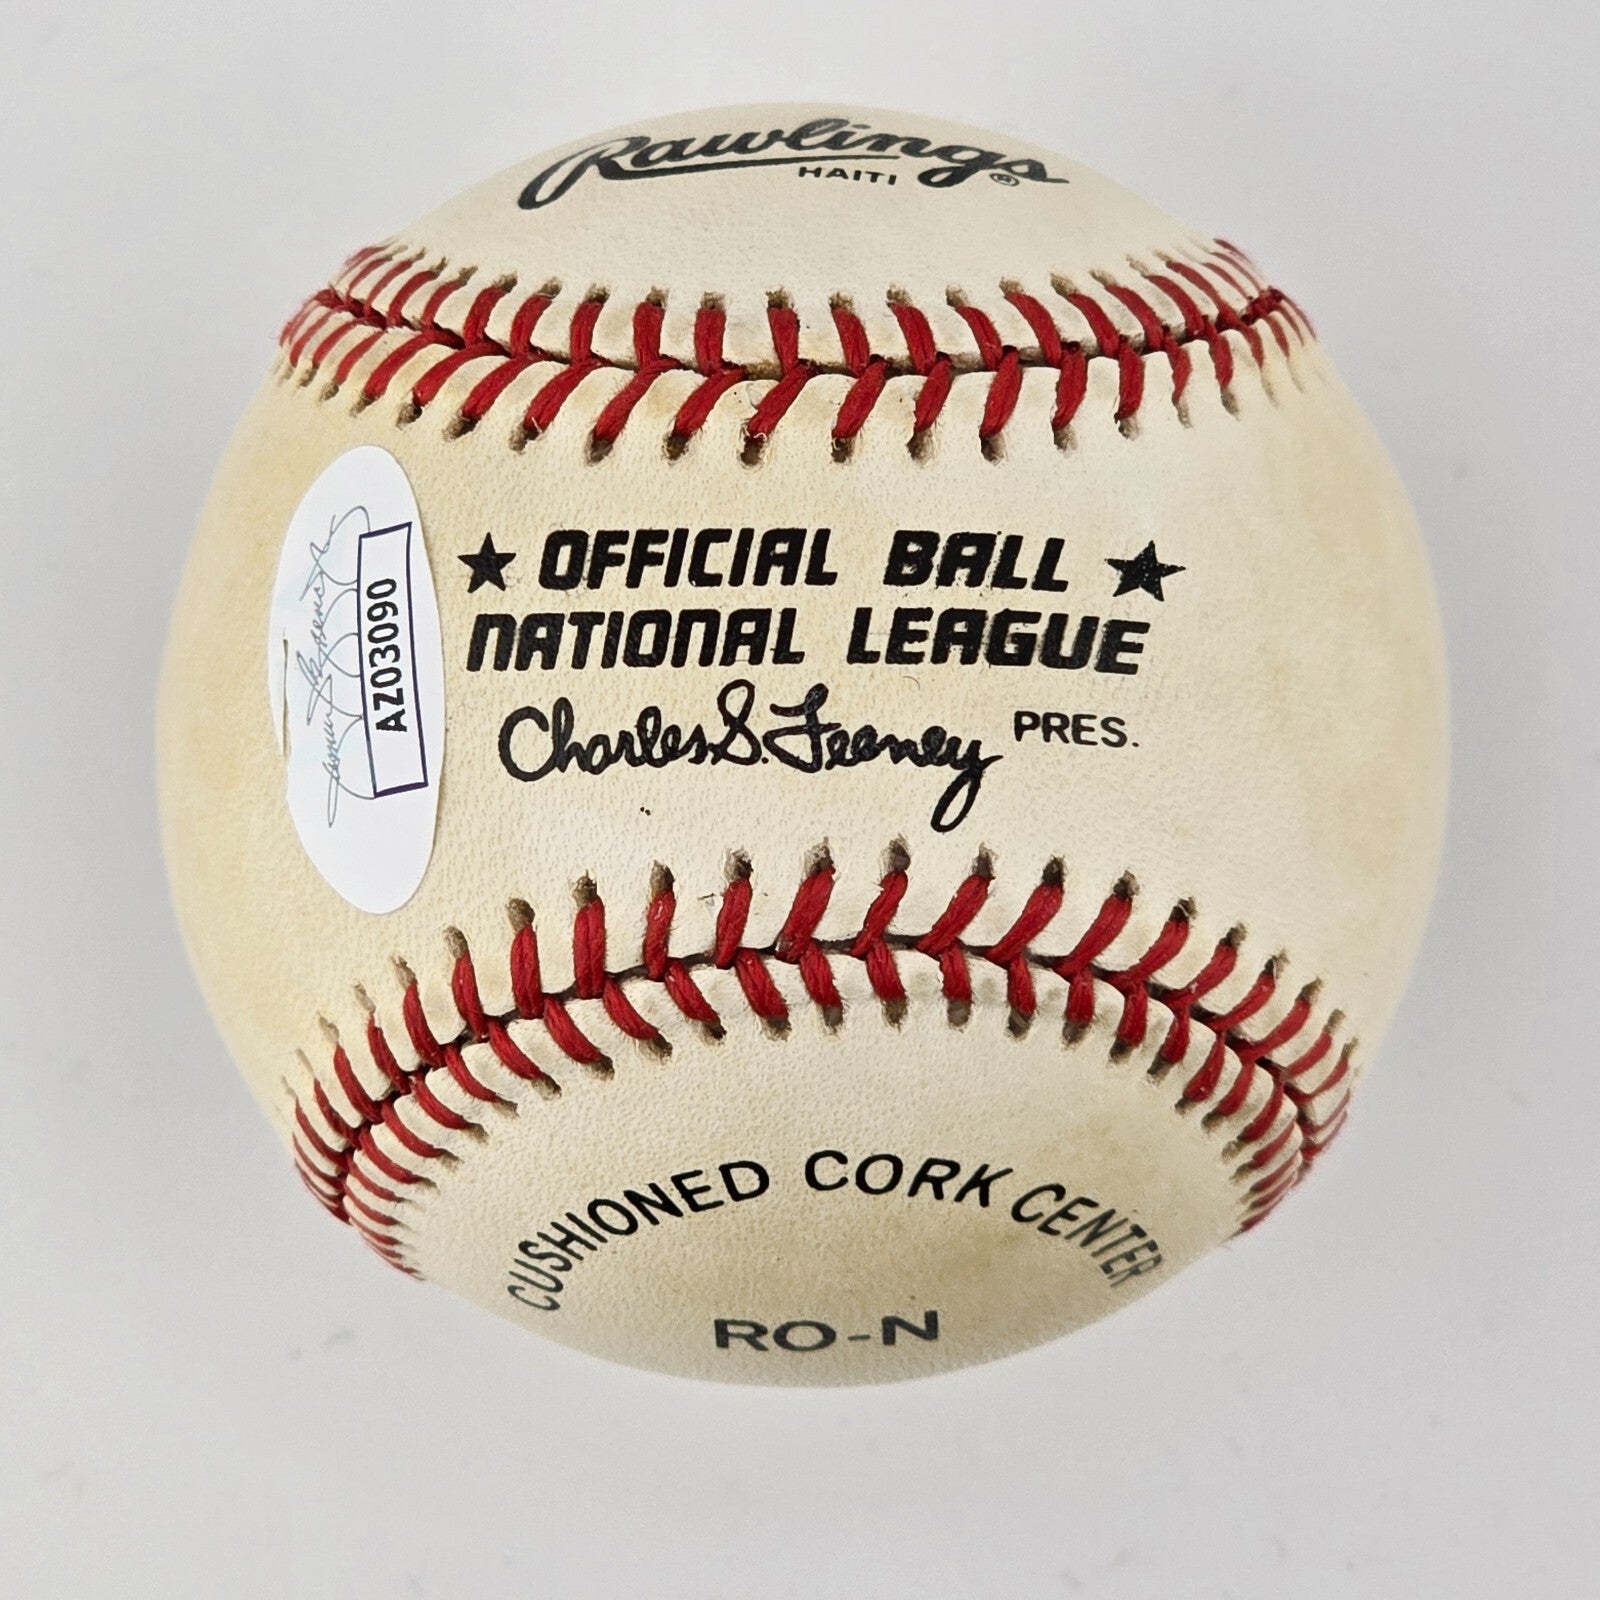 Rawlings®
HAITI
★ OFFICIAL BALL ★
NATIONAL LEAGUE
Charles S. Feeney PRES.
AZ03090
CUSHIONED CORK CENTER
RO-N